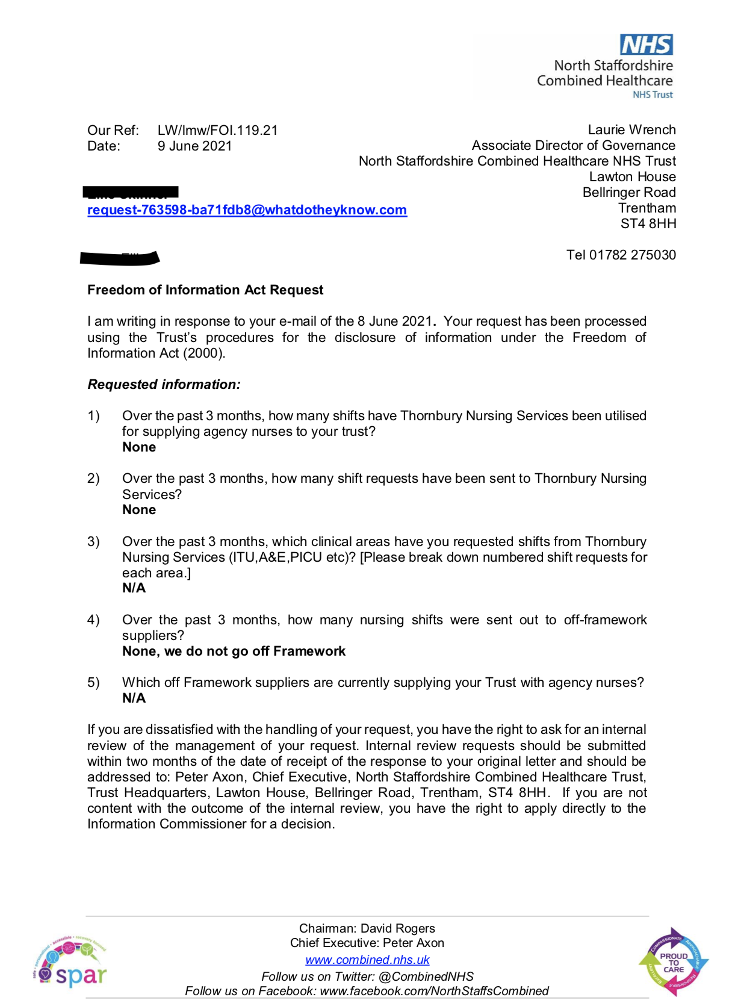 NHS
North Staffordshire
Combined Healthcare
NHS Trust
Our Ref: LW/lmw/FOI.119.21
Date: 9 June 2021
Laurie Wrench
Associate Director of Governance
North Staffordshire Combined Healthcare NHS Trust
Lawton House
Bellringer Road
Trentham
ST4 8HH
Tel 01782 275030
request-763598-ba71fdb8@whatdotheyknow.com
Freedom of Information Act Request
I am writing in response to your e-mail of the 8 June 2021. Your request has been processed
using the Trust's procedures for the disclosure of information under the Freedom of
Information Act (2000).
Requested information:
1) Over the past 3 months, how many shifts have Thornbury Nursing Services been utilised
for supplying agency nurses to your trust?
None
2) Over the past 3 months, how many shift requests have been sent to Thornbury Nursing
Services?
None
3) Over the past 3 months, which clinical areas have you requested shifts from Thornbury
Nursing Services (ITU,A&E,PICU etc)? [Please break down numbered shift requests for
each area.]
N/A
4) Over the past 3 months, how many nursing shifts were sent out to off-framework
suppliers?
None, we do not go off Framework
5) Which off Framework suppliers are currently supplying your Trust with agency nurses?
N/A
If you are dissatisfied with the handling of your request, you have the right to ask for an internal
review of the management of your request. Internal review requests should be submitted
within two months of the date of receipt of the response to your original letter and should be
addressed to: Peter Axon, Chief Executive, North Staffordshire Combined Healthcare Trust,
Trust Headquarters, Lawton House, Bellringer Road, Trentham, ST4 8HH. If you are not
content with the outcome of the internal review, you have the right to apply directly to the
Information Commissioner for a decision.
Chairman: David Rogers
Chief Executive: Peter Axon
www.combined.nhs.uk
Follow us on Twitter: @CombinedNHS
Follow us on Facebook: www.facebook.com/NorthStaffsCombined
safe • personalised • accessible • recovery focused
spar
COMPASSIONATE
APPROACHABLE
RESPONSIBLE
EXCELLENT
PROUD
TO
CARE